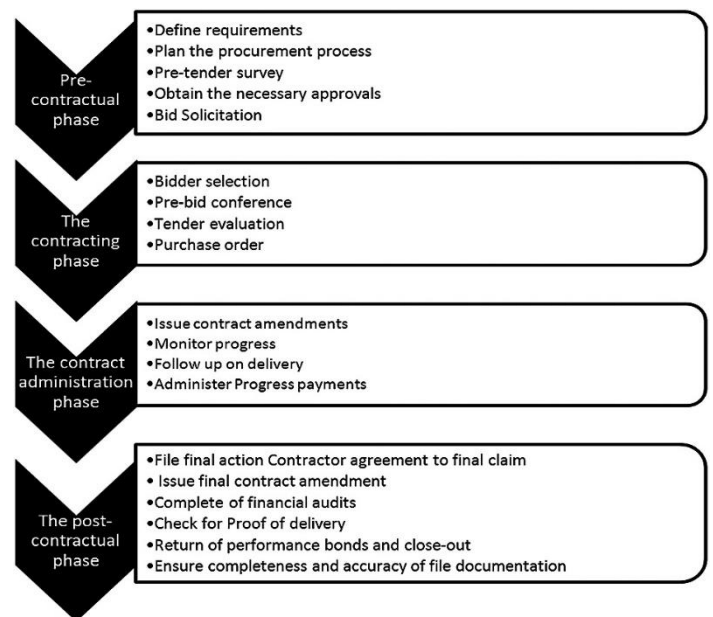 Pre-
contractual
phase
•Define requirements
•Plan the procurement process
•Pre-tender survey
•Obtain the necessary approvals
•Bid Solicitation
The
contracting
phase
•Bidder selection
•Pre-bid conference
•Tender evaluation
•Purchase order
The contract
administration
phase
•Issue contract amendments
•Monitor progress
•Follow up on delivery
•Administer Progress payments
The post-
contractual
phase
•File final action Contractor agreement to final claim
• Issue final contract amendment
•Complete of financial audits
•Check for Proof of delivery
•Return of performance bonds and close-out
•Ensure completeness and accuracy of file documentation